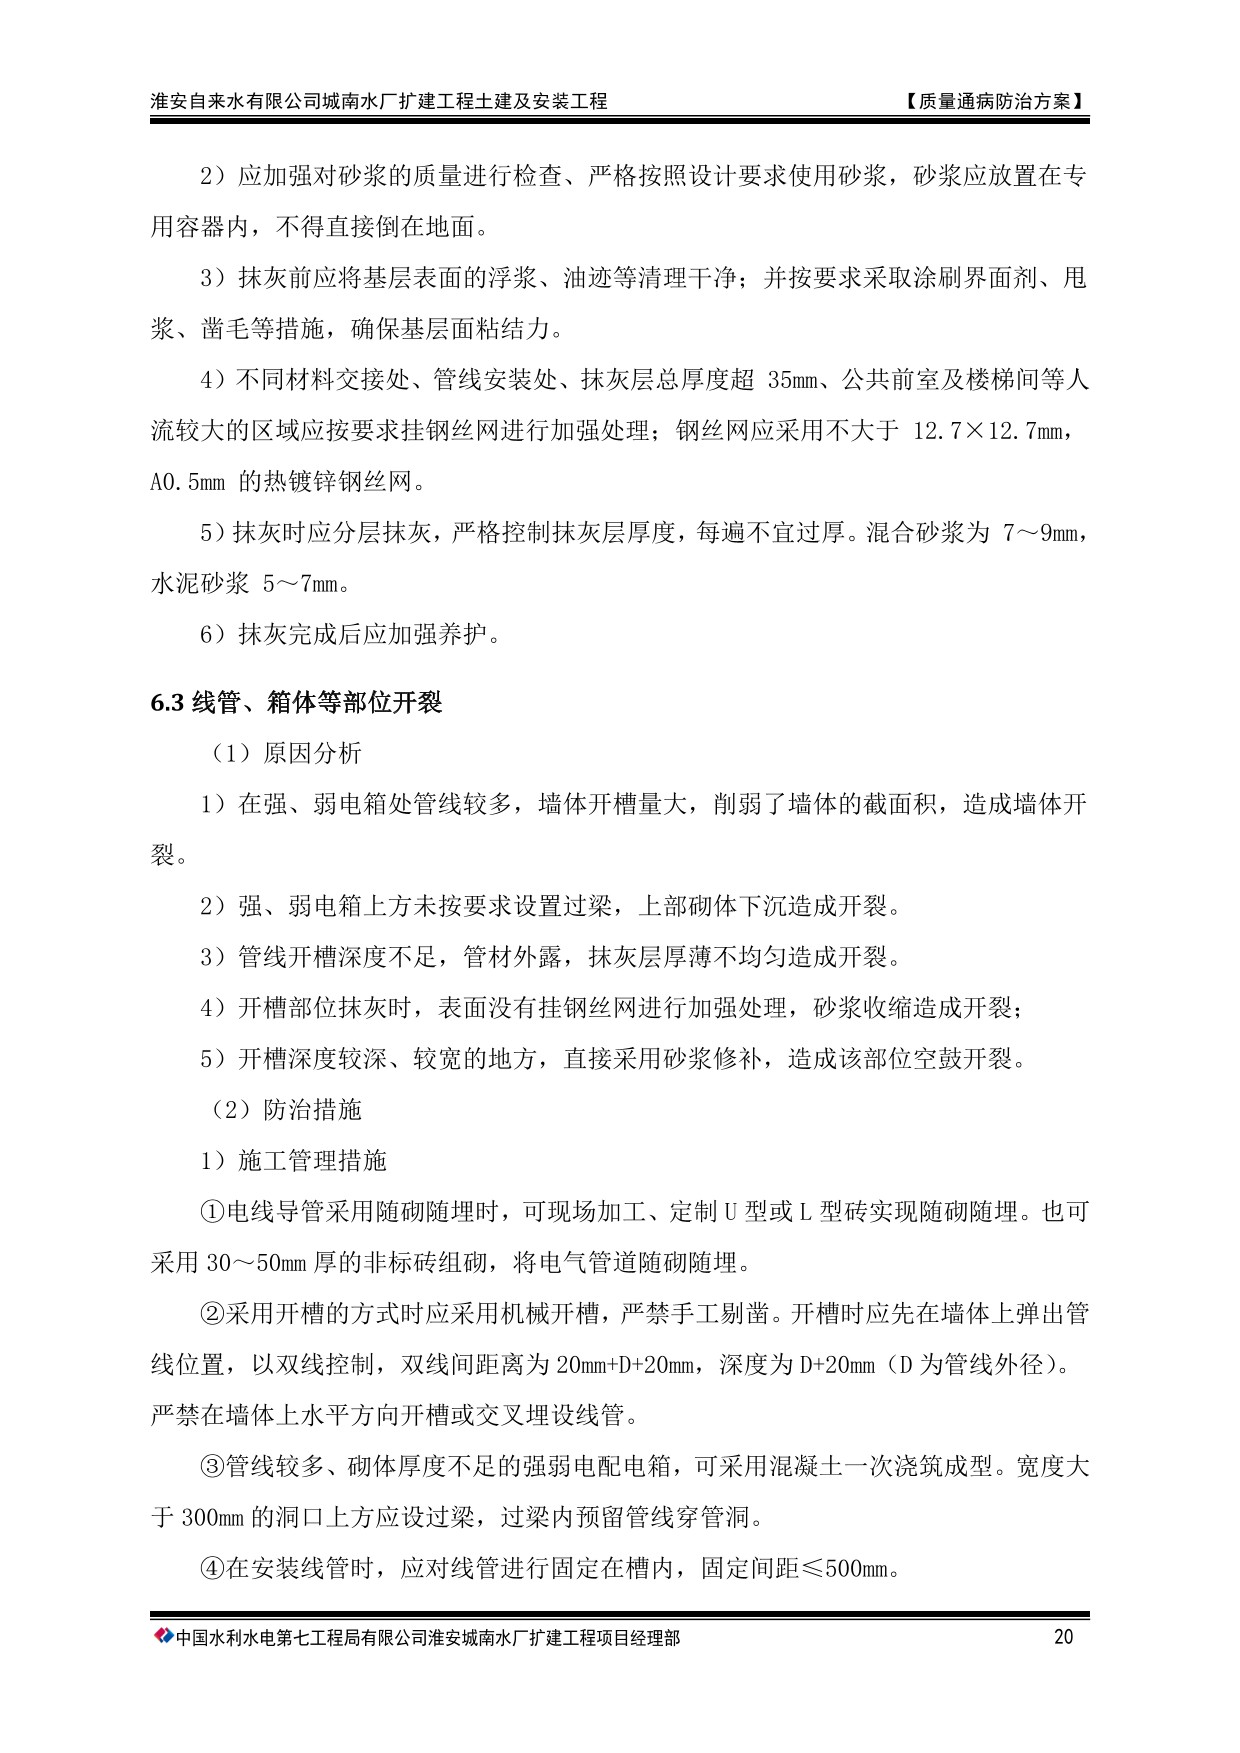 淮安自来水有限公司城南水厂扩建工程土建及安装工程 【质量通病防治方案】
2）应加强对砂浆的质量进行检查、严格按照设计要求使用砂浆，砂浆应放置在专
用容器内，不得直接倒在地面。
3）抹灰前应将基层表面的浮浆、油迹等清理干净；并按要求采取涂刷界面剂、甩
浆、凿毛等措施，确保基层面粘结力。
4）不同材料交接处、管线安装处、抹灰层总厚度超 35mm、公共前室及楼梯间等人
流较大的区域应按要求挂钢丝网进行加强处理；钢丝网应采用不大于 12.7×12.7mm，
A0.5mm 的热镀锌钢丝网。
5）抹灰时应分层抹灰，严格控制抹灰层厚度，每遍不宜过厚。混合砂浆为 7～9mm，
水泥砂浆 5～7mm。
6）抹灰完成后应加强养护。
6.3 线管、箱体等部位开裂
（1）原因分析
1）在强、弱电箱处管线较多，墙体开槽量大，削弱了墙体的截面积，造成墙体开
裂。
2）强、弱电箱上方未按要求设置过梁，上部砌体下沉造成开裂。
3）管线开槽深度不足，管材外露，抹灰层厚薄不均匀造成开裂。
4）开槽部位抹灰时，表面没有挂钢丝网进行加强处理，砂浆收缩造成开裂；
5）开槽深度较深、较宽的地方，直接采用砂浆修补，造成该部位空鼓开裂。
（2）防治措施
1）施工管理措施
①电线导管采用随砌随埋时，可现场加工、定制 U 型或 L 型砖实现随砌随埋。也可
采用 30～50mm 厚的非标砖组砌，将电气管道随砌随埋。
②采用开槽的方式时应采用机械开槽，严禁手工剔凿。开槽时应先在墙体上弹出管
线位置，以双线控制，双线间距离为 20mm+D+20mm，深度为 D+20mm（D 为管线外径）。
严禁在墙体上水平方向开槽或交叉埋设线管。
③管线较多、砌体厚度不足的强弱电配电箱，可采用混凝土一次浇筑成型。宽度大
于 300mm 的洞口上方应设过梁，过梁内预留管线穿管洞。
④在安装线管时，应对线管进行固定在槽内，固定间距≤500mm。
中国水利水电第七工程局有限公司淮安城南水厂扩建工程项目经理部 20